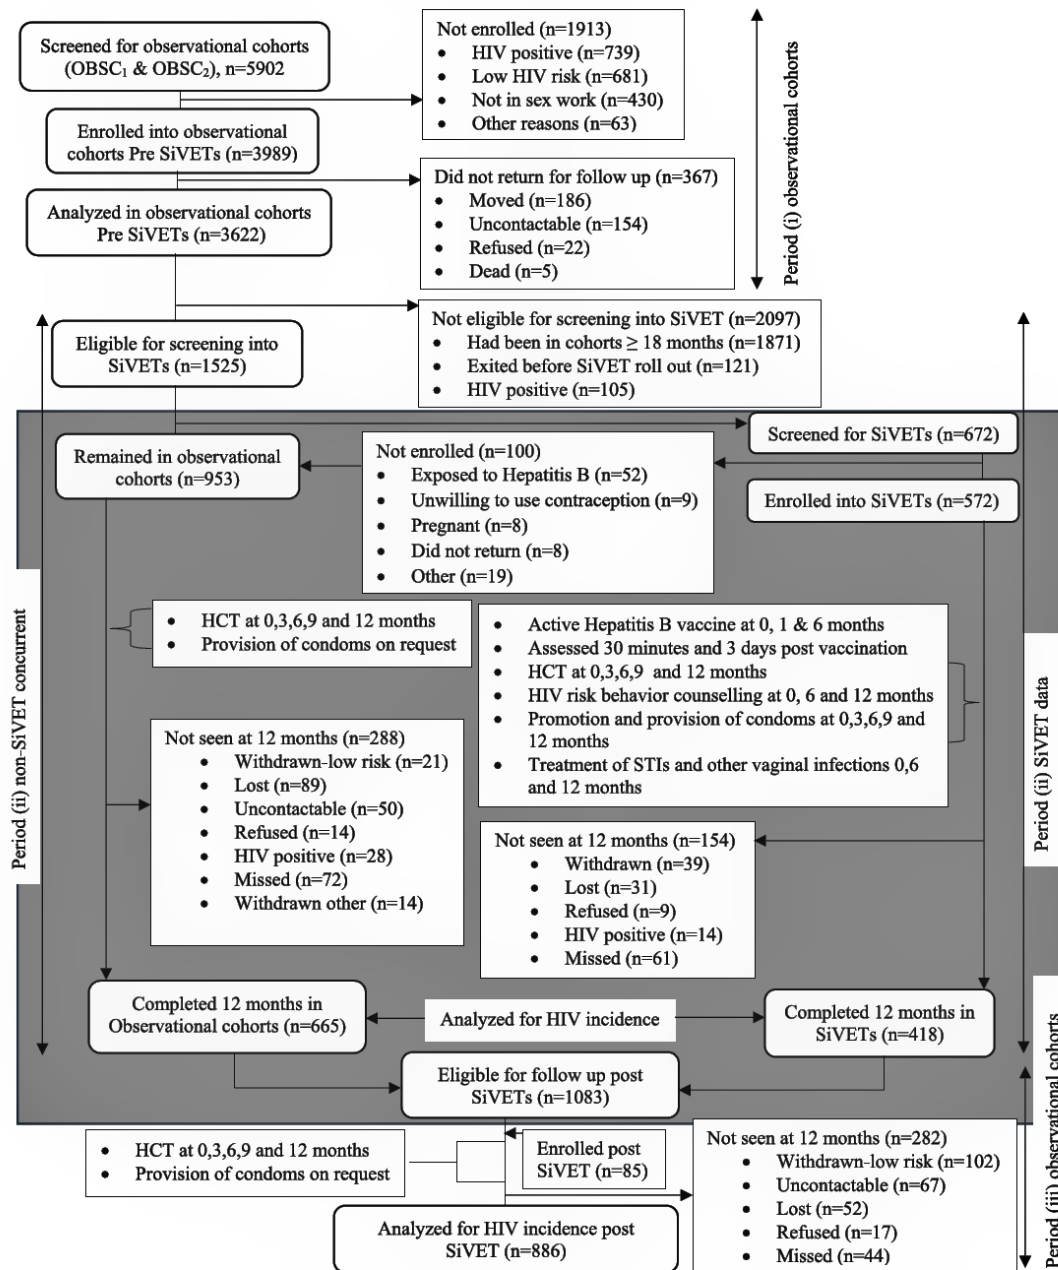 Screened for observational cohorts
(OBSC₁ & OBSC₂), n=5902
Not enrolled (n=1913)
• HIV positive (n=739)
• Low HIV risk (n=681)
• Not in sex work (n=430)
• Other reasons (n=63)
Enrolled into observational
cohorts Pre SiVETs (n=3989)
Did not return for follow up (n=367)
• Moved (n=186)
• Uncontactable (n=154)
• Refused (n=22)
• Dead (n=5)
Analyzed in observational cohorts
Pre SiVETs (n=3622)
Period (i) observational cohorts
Not eligible for screening into SiVET (n=2097)
• Had been in cohorts ≥ 18 months (n=1871)
• Exited before SiVET roll out (n=121)
• HIV positive (n=105)
Eligible for screening into
SiVETs (n=1525)
Screened for SiVETs (n=672)
Remained in observational
cohorts (n=953)
Not enrolled (n=100)
• Exposed to Hepatitis B (n=52)
• Unwilling to use contraception (n=9)
• Pregnant (n=8)
• Did not return (n=8)
• Other (n=19)
Enrolled into SiVETs (n=572)
• HCT at 0,3,6,9 and 12 months
• Provision of condoms on request
• Active Hepatitis B vaccine at 0, 1 & 6 months
• Assessed 30 minutes and 3 days post vaccination
• HCT at 0,3,6,9 and 12 months
• HIV risk behavior counselling at 0, 6 and 12 months
• Promotion and provision of condoms at 0,3,6,9 and
12 months
• Treatment of STIs and other vaginal infections 0,6
and 12 months
Period (ii) non-SiVET concurrent
Period (ii) SiVET data
Not seen at 12 months (n=288)
• Withdrawn-low risk (n=21)
• Lost (n=89)
• Uncontactable (n=50)
• Refused (n=14)
• HIV positive (n=28)
• Missed (n=72)
• Withdrawn other (n=14)
Not seen at 12 months (n=154)
• Withdrawn (n=39)
• Lost (n=31)
• Refused (n=9)
• HIV positive (n=14)
• Missed (n=61)
Completed 12 months in
Observational cohorts (n=665)
Analyzed for HIV incidence
Completed 12 months in
SiVETs (n=418)
Eligible for follow up post
SiVETs (n=1083)
• HCT at 0,3,6,9 and 12 months
• Provision of condoms on request
Enrolled post
SiVET (n=85)
Not seen at 12 months (n=282)
• Withdrawn-low risk (n=102)
• Uncontactable (n=67)
• Lost (n=52)
• Refused (n=17)
• Missed (n=44)
Analyzed for HIV incidence post
SiVET (n=886)
Period (iii) observational cohorts